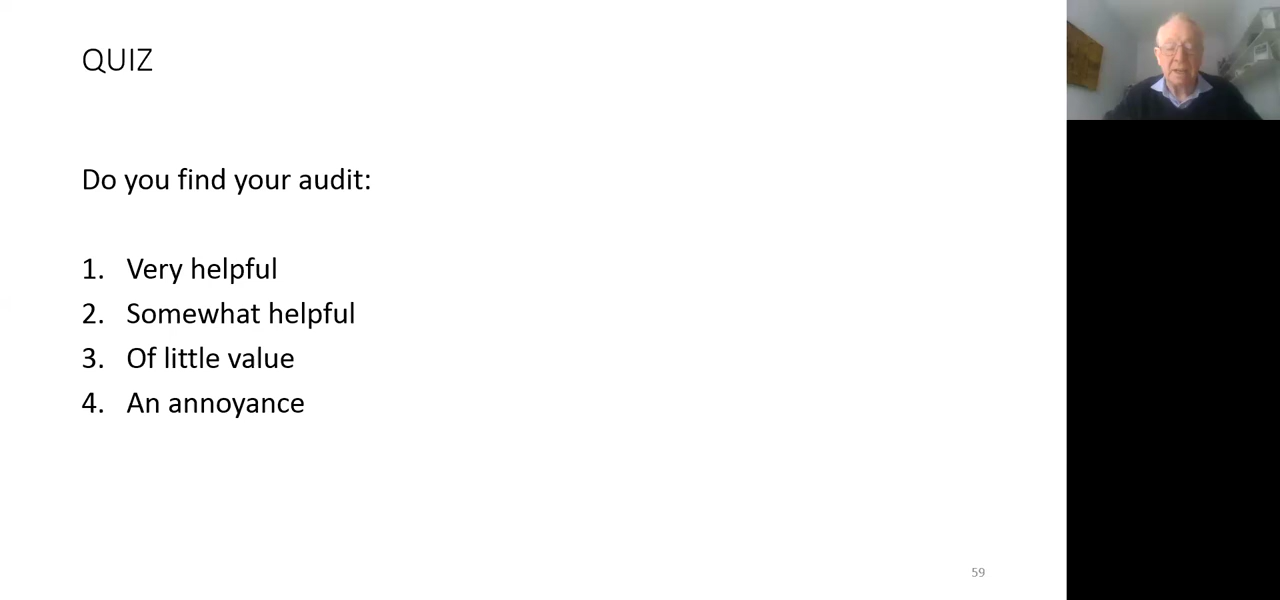 QUIZ
Do you find your audit:
1. Very helpful
2. Somewhat helpful
3. Of little value
4. An annoyance
59